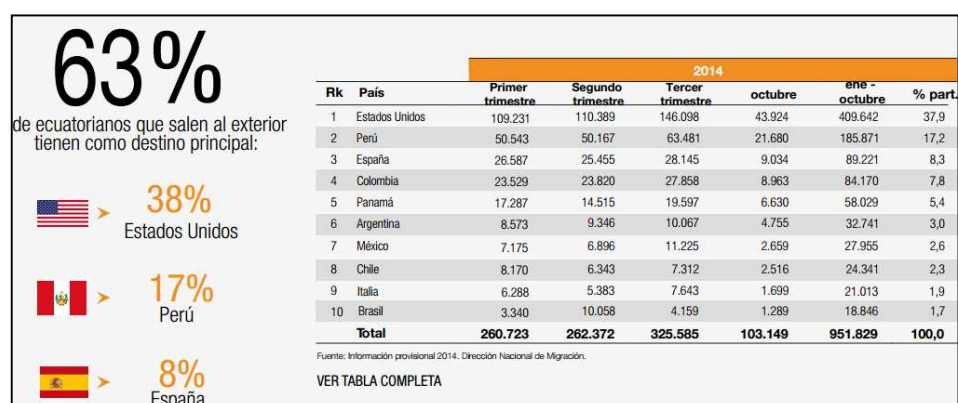 63%
de ecuatorianos que salen al exterior
tienen como destino principal:
38%
Estados Unidos
17%
Perú
8%
España
2014
Rk País Primer trimestre Segundo trimestre Tercer trimestre octubre ene - octubre % part.
1 Estados Unidos 109.231 110.389 146.098 43.924 409.642 37,9
2 Perú 50.543 50.167 63.481 21.680 185.871 17,2
3 España 26.587 25.455 28.145 9.034 89.221 8,3
4 Colombia 23.529 23.820 27.858 8.963 84.170 7,8
5 Panamá 17.287 14.515 19.597 6.630 58.029 5,4
6 Argentina 8.573 9.346 10.067 4.755 32.741 3,0
7 México 7.175 6.896 11.225 2.659 27.955 2,6
8 Chile 8.170 6.343 7.312 2.516 24.341 2,3
9 Italia 6.288 5.383 7.643 1.699 21.013 1,9
10 Brasil 3.340 10.058 4.159 1.289 18.846 1,7
Total 260.723 262.372 325.585 103.149 951.829 100,0
Fuente: Información provisional 2014. Dirección Nacional de Migración.
VER TABLA COMPLETA